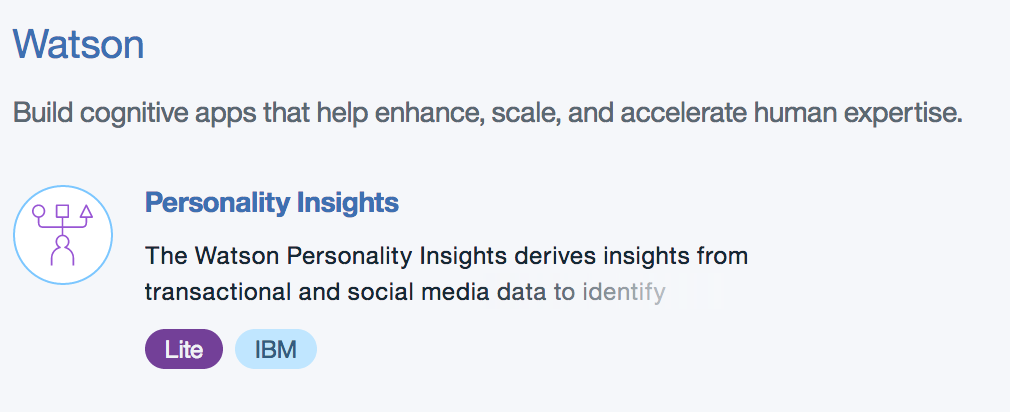 Watson
Build cognitive apps that help enhance, scale, and accelerate human expertise.
Personality Insights
The Watson Personality Insights derives insights from
transactional and social media data to identify
Lite
IBM